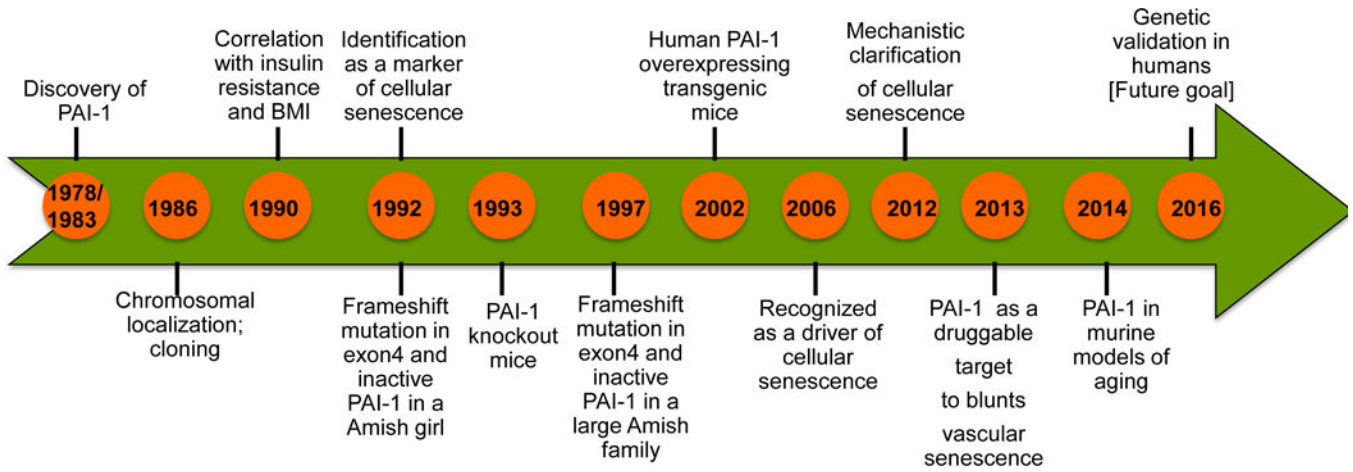 Discovery of
PAI-1
Correlation
with insulin
resistance
and BMI
Identification
as a marker
of cellular
senescence
Human PAI-1
overexpressing
transgenic
mice
Mechanistic
clarification
of cellular
senescence
Genetic
validation in
humans
[Future goal]
1978/
1983
1986
1990
1992
1993
1997
2002
2006
2012
2013
2014
2016
Chromosomal
localization;
cloning
Frameshift
mutation in
exon4 and
inactive
PAI-1 in a
Amish girl
PAI-1
knockout
mice
Frameshift
mutation in
exon4 and
inactive
PAI-1 in a
large Amish
family
Recognized
as a driver of
cellular
senescence
PAI-1 as a
druggable
target
to blunts
vascular
senescence
PAI-1 in
murine
models of
aging